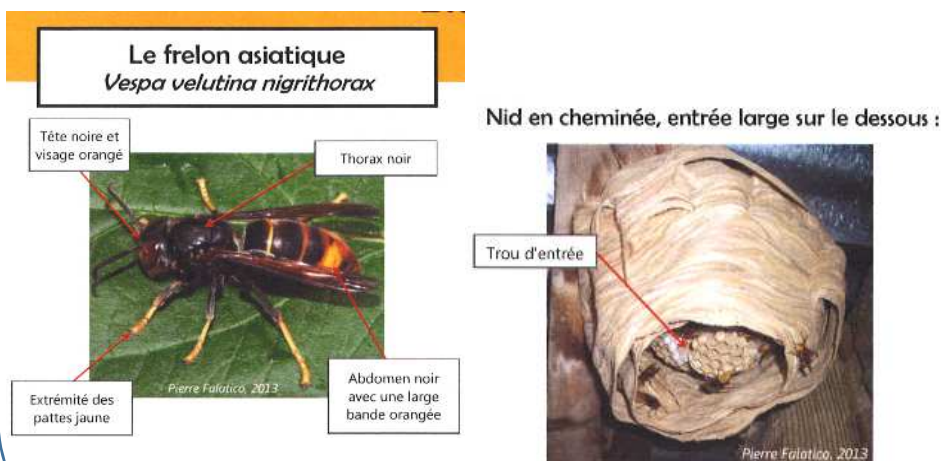 Le frelon asiatique
Vespa velutina nigrithorax
Tête noire et
visage orangé
Thorax noir
Extrémité des
pattes jaune
Abdomen noir
avec une large
bande orangée
Pierre Falatico, 2013
Nid en cheminée, entrée large sur le dessous :
Trou d'entrée
Pierre Falatico, 2013